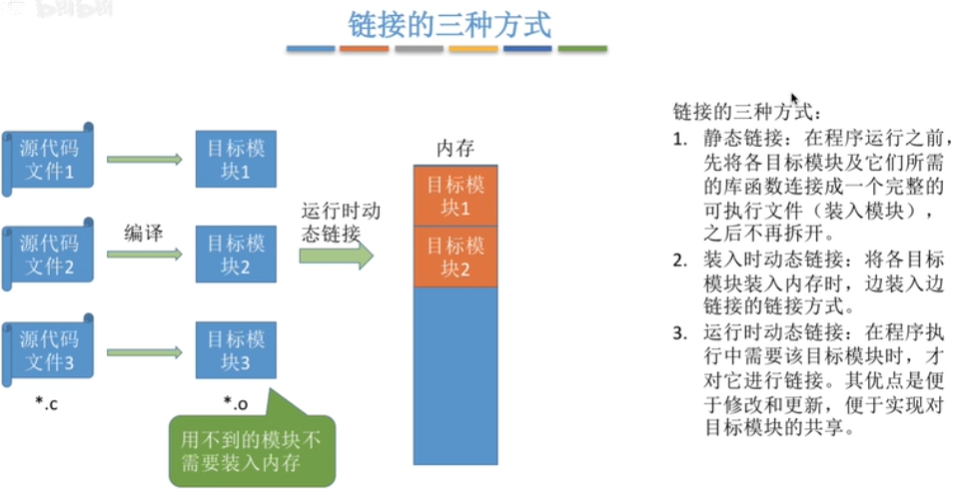 bilibili
链接的三种方式
源代码
文件1
目标模
块1
源代码
文件2
编译
目标模
块2
运行时动
态链接
源代码
文件3
目标模
块3
*.c
*.o
用不到的模块不
需要装入内存
内存
目标模
块1
目标模
块2
链接的三种方式：
1. 静态链接：在程序运行之前，
先将各目标模块及它们所需
的库函数连接成一个完整的
可执行文件（装入模块），
之后不再拆开。
2. 装入时动态链接：将各目标
模块装入内存时，边装入边
链接的链接方式。
3. 运行时动态链接：在程序执
行中需要该目标模块时，才
对它进行链接。其优点是便
于修改和更新，便于实现对
目标模块的共享。